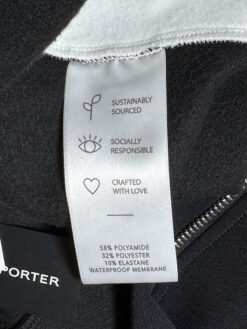 SUSTAINABLY
SOURCED
SOCIALLY
RESPONSIBLE
CRAFTED
WITH LOVE
58% POLYAMIDE
32% POLYESTER
10% ELASTANE
WATERPROOF MEMBRANE
PORTER